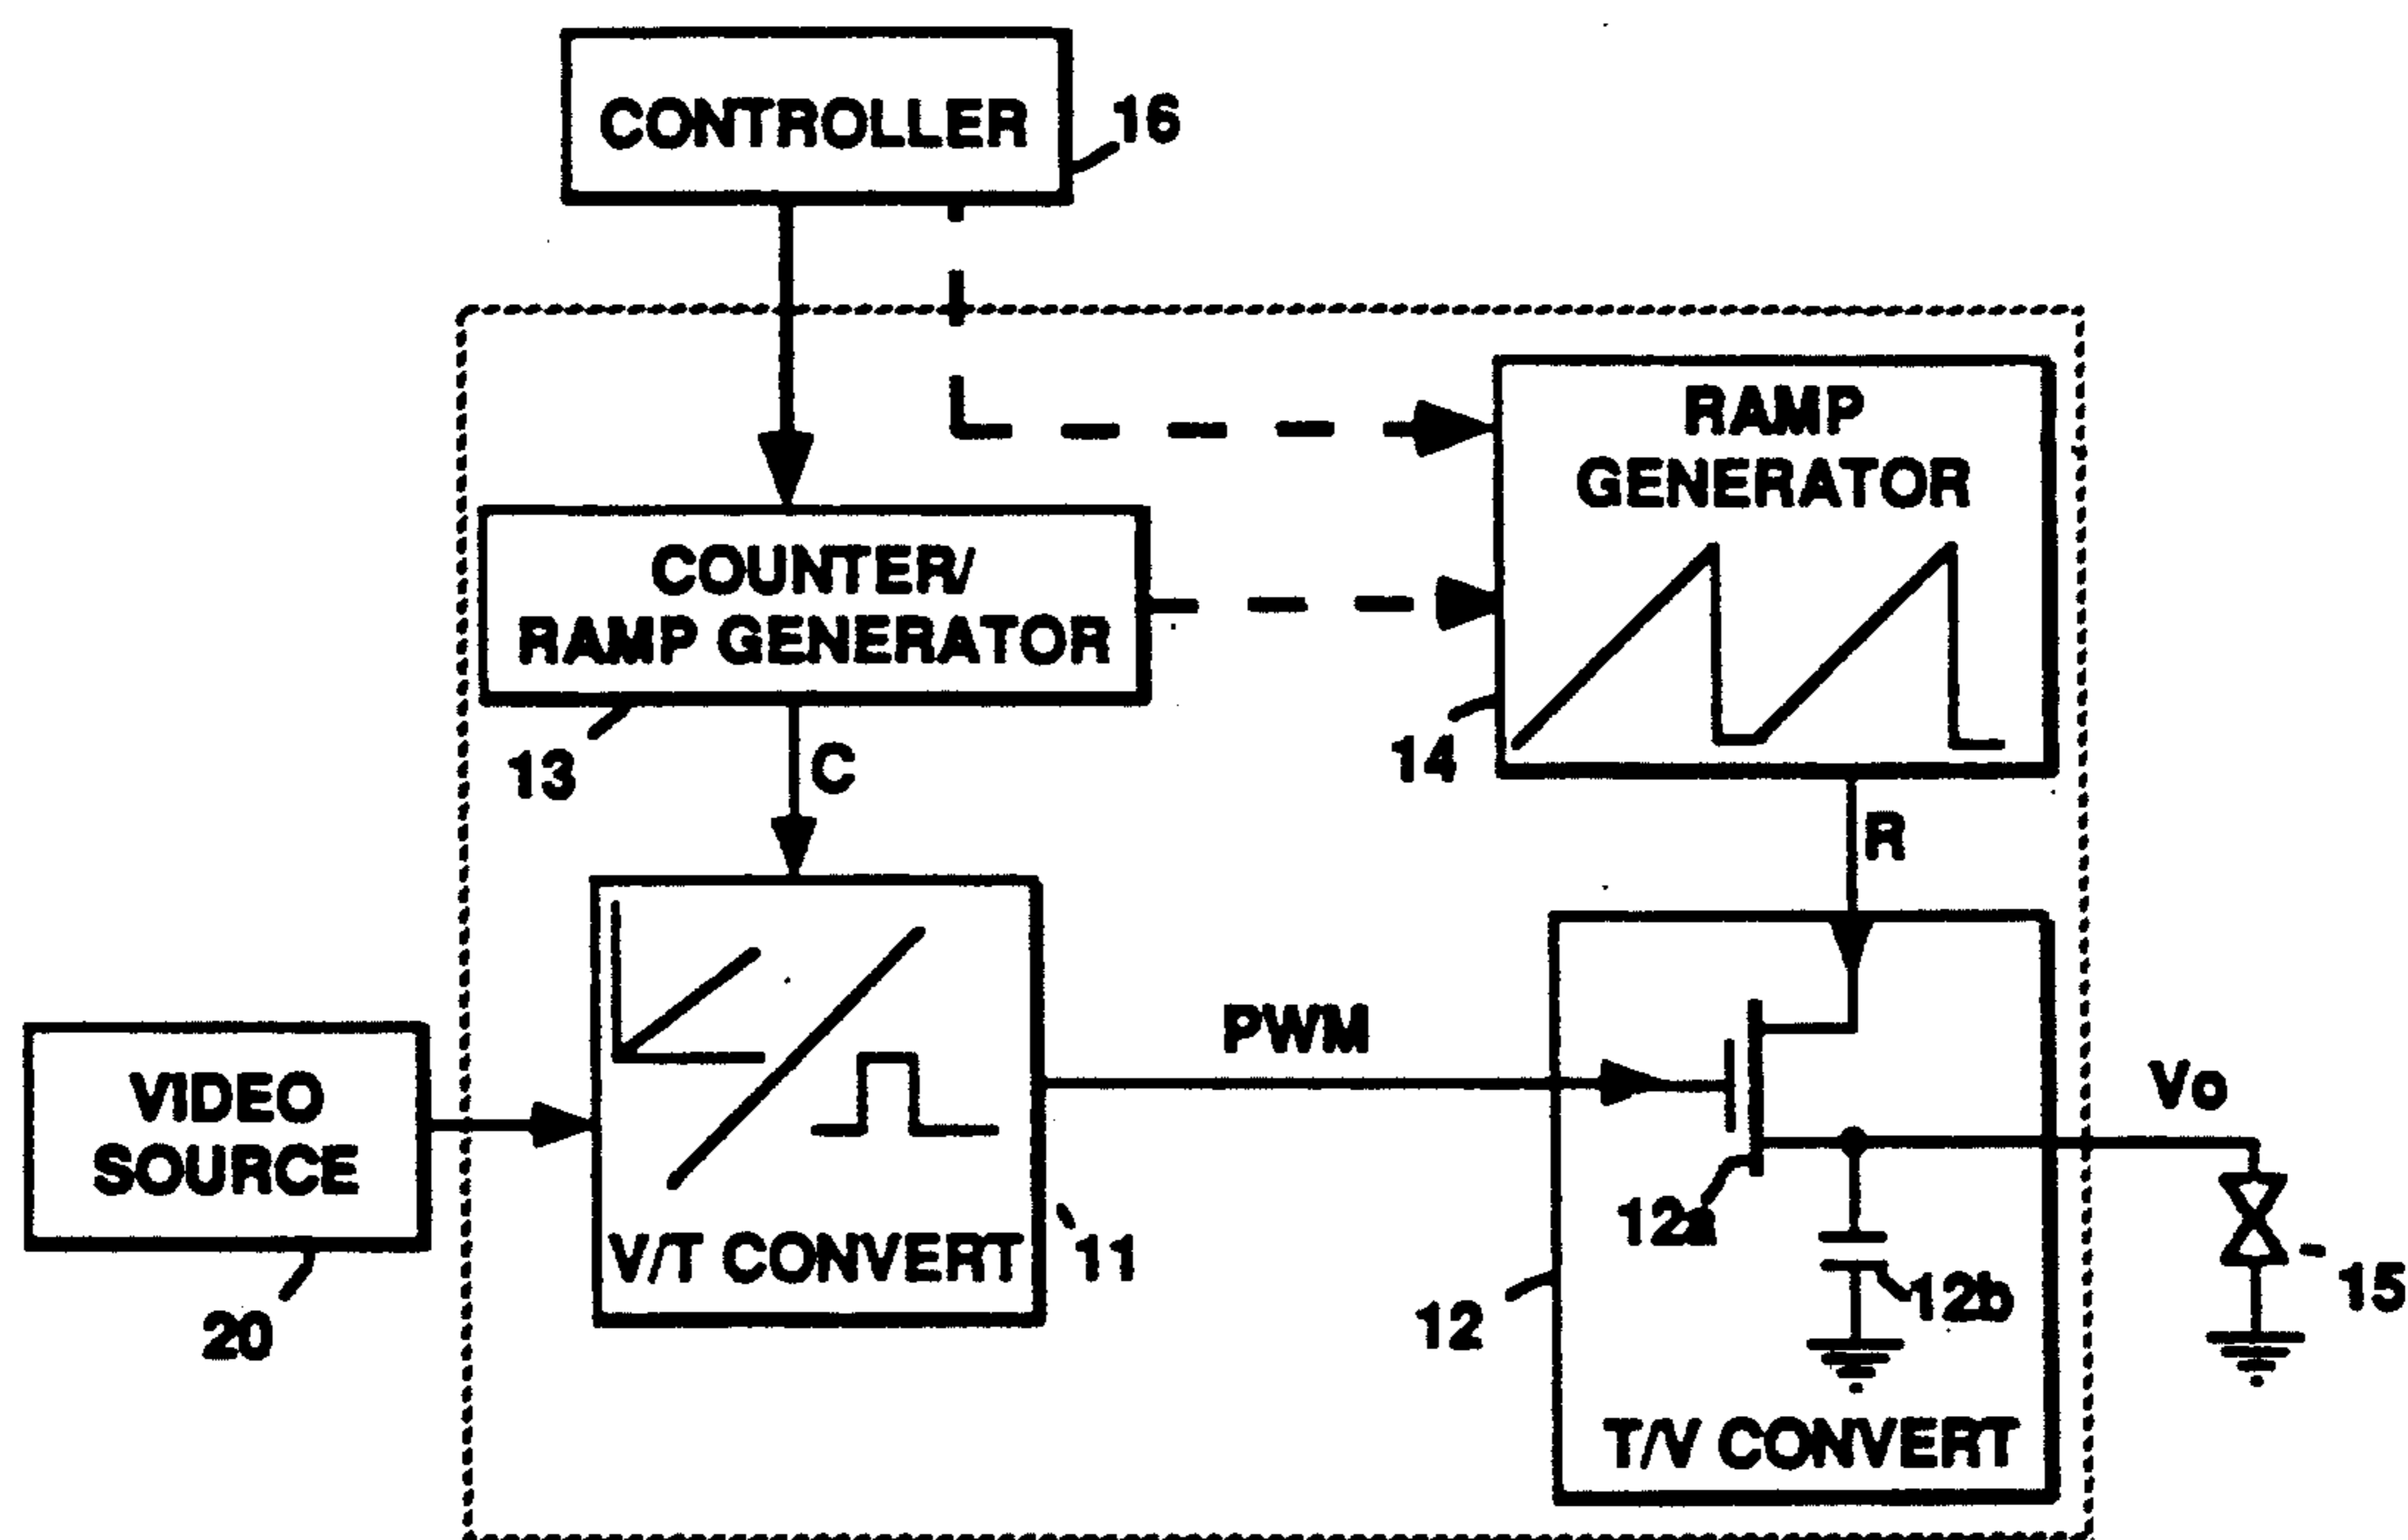 CONTROLLER
16
RAMP
GENERATOR
COUNTER/
RAMP GENERATOR
13
C
14
R
PWM
VIDEO
SOURCE
20
V/T CONVERT
11
12a
12b
12
T/V CONVERT
Vo
15